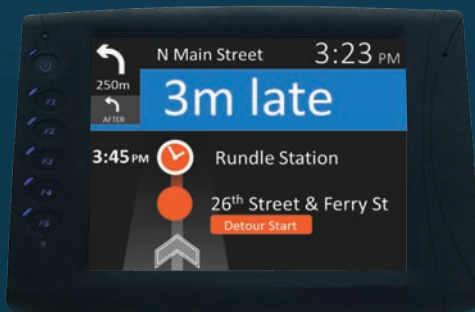 N Main Street
3:23 PM
250m
AFTER
3m late
3:45 PM
Rundle Station
26th Street & Ferry St
Detour Start
F1
F2
F3
F4
F5